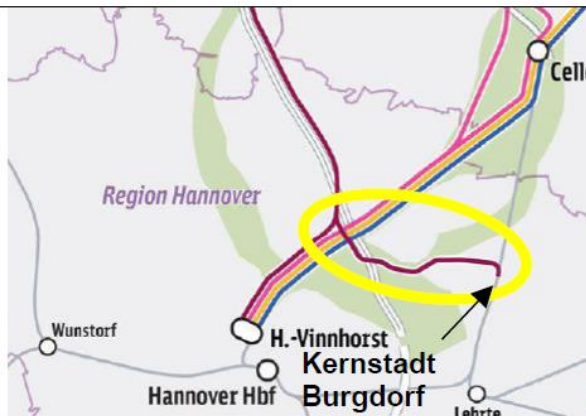 Celle
Region Hannover
Wunstorf
H.-Vinnhorst
Hannover Hbf
Kernstadt
Burgdorf
Lehrte